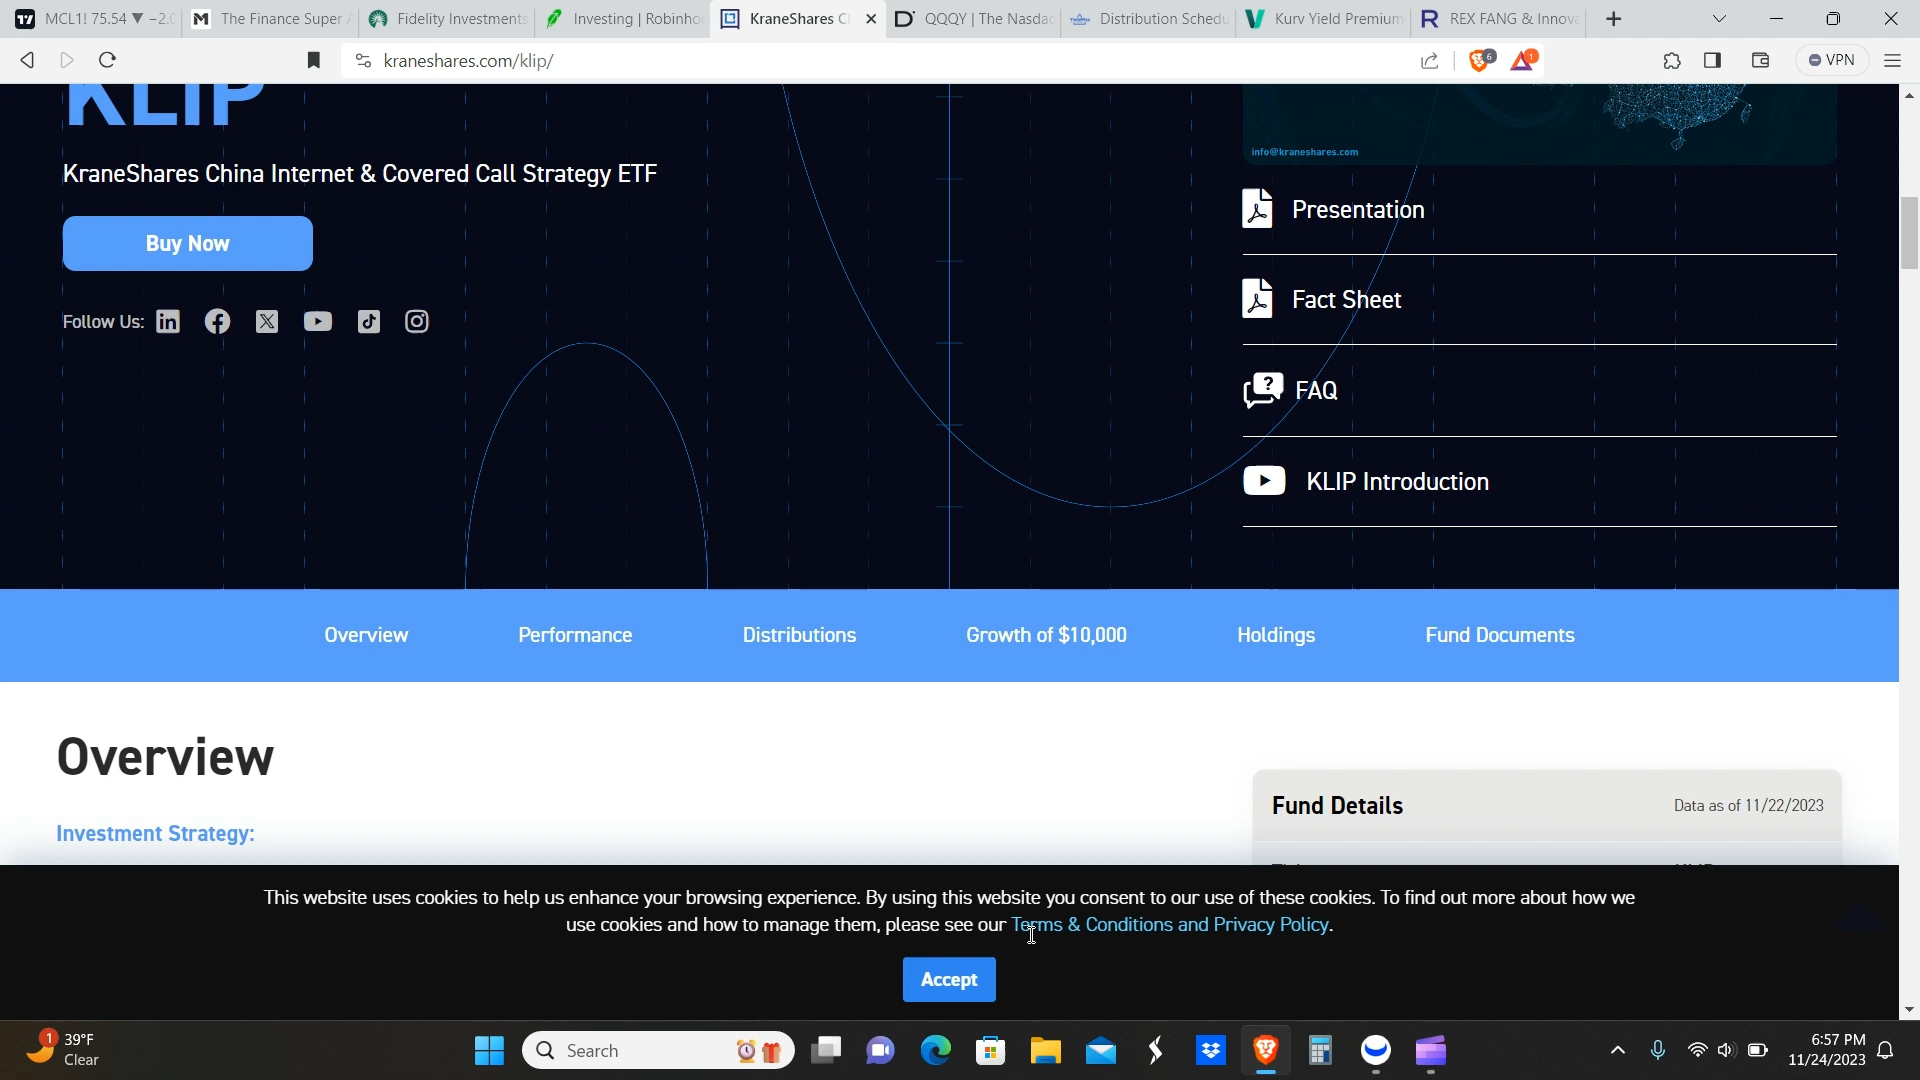 MCL1! 75.54 ▼ −2.0
The Finance Super A
Fidelity Investments
Investing | Robinho
KraneShares C
QQQY | The Nasda
Distribution Schedu
Kurv Yield Premium
REX FANG & Innova
kraneshares.com/klip/
6
1
VPN
KLIP
KraneShares China Internet & Covered Call Strategy ETF
Buy Now
Follow Us:
info@kraneshares.com
Presentation
Fact Sheet
FAQ
KLIP Introduction
Overview
Performance
Distributions
Growth of $10,000
Holdings
Fund Documents
Overview
Investment Strategy:
Fund Details
Data as of 11/22/2023
This website uses cookies to help us enhance your browsing experience. By using this website you consent to our use of these cookies. To find out more about how we
use cookies and how to manage them, please see our Terms & Conditions and Privacy Policy.
Accept
1
39°F
Clear
Search
6:57 PM
11/24/2023